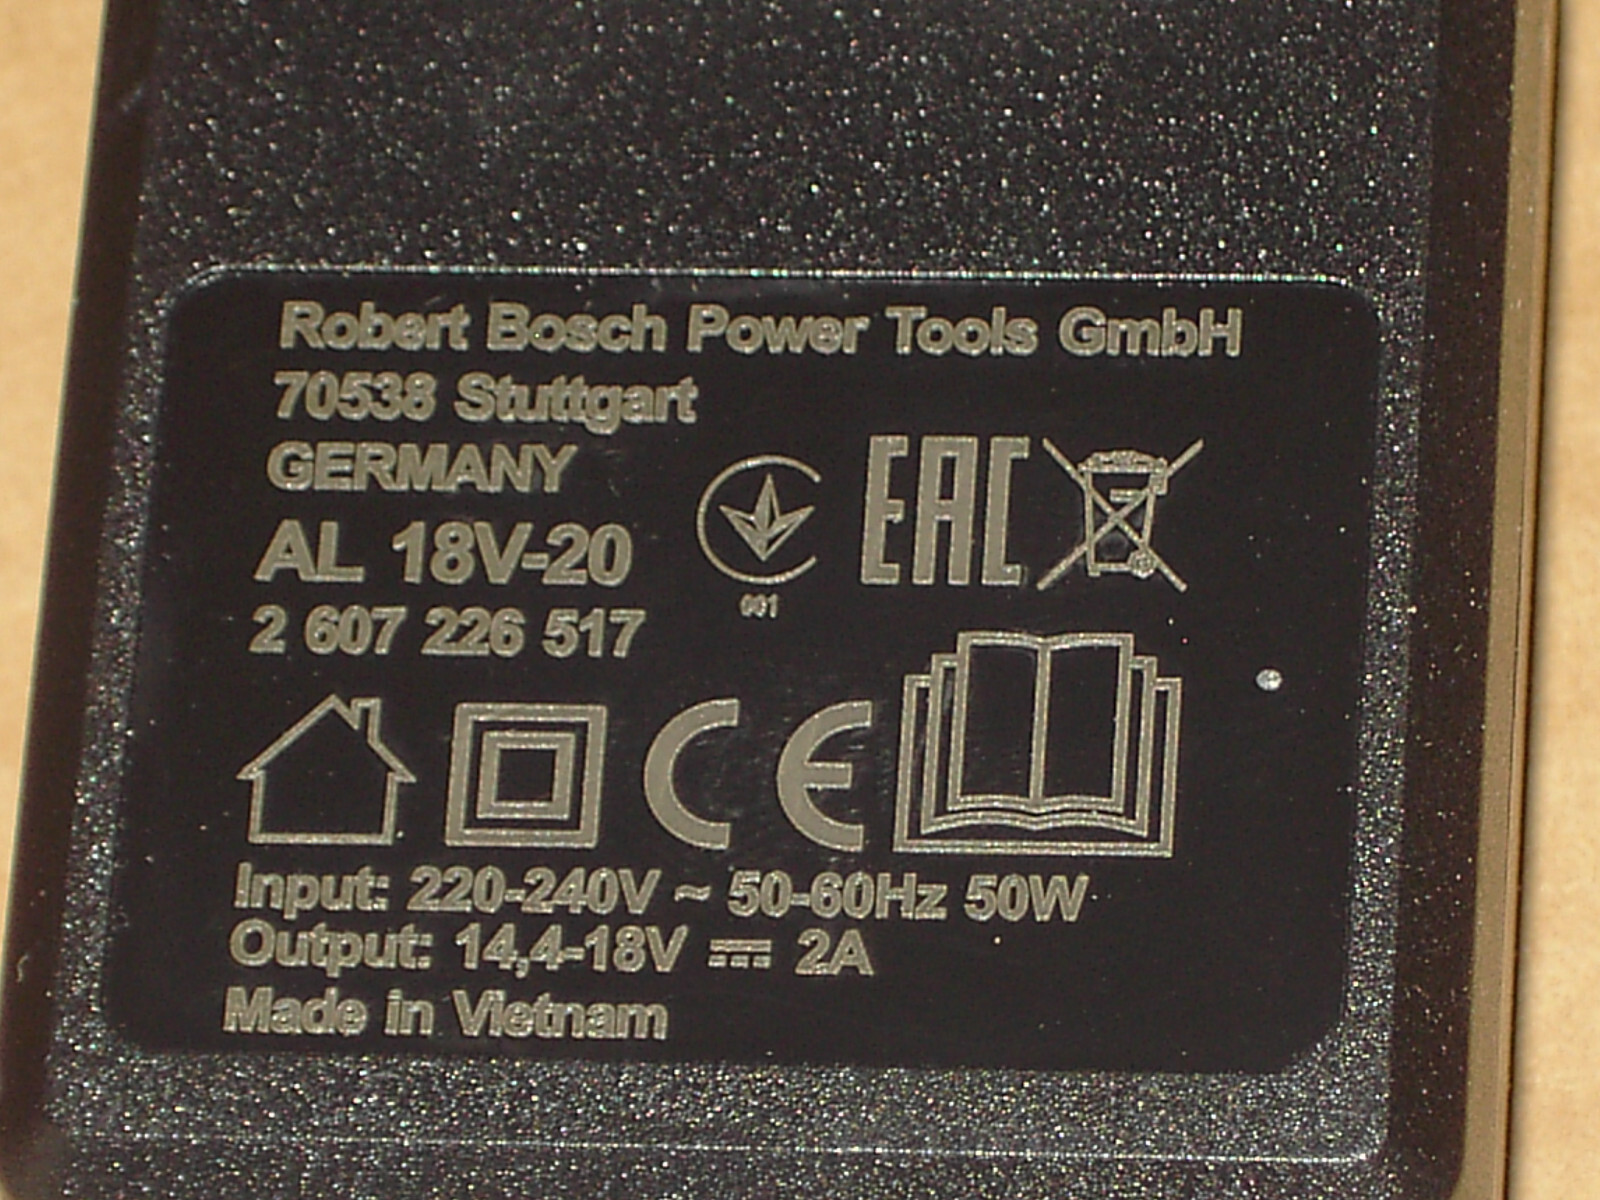 Robert Bosch Power Tools GmbH
70538 Stuttgart
GERMANY
EAC
AL 18V-20
001
2 607 226 517
CE
Input: 220-240V ~ 50-60Hz 50W
Output: 14,4-18V ⎓ 2A
Made in Vietnam